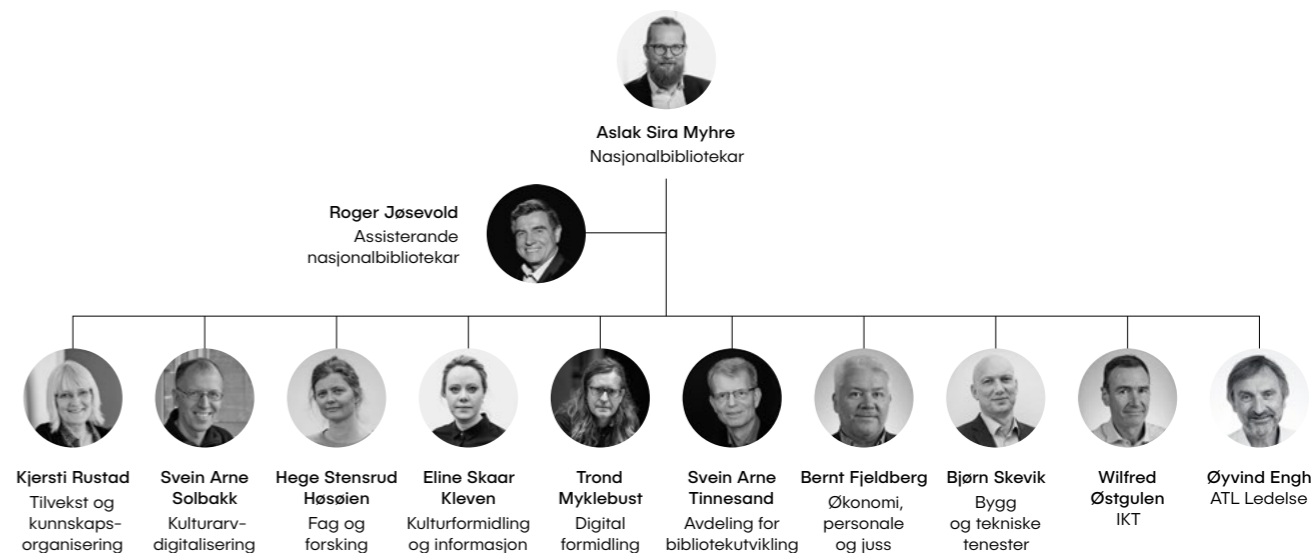 Aslak Sira Myhre
Nasjonalbibliotekar
Roger Jøsevold
Assisterande
nasjonalbibliotekar
Kjersti Rustad
Tilvekst og
kunnskaps-
organisering
Svein Arne
Solbakk
Kulturarv-
digitalisering
Hege Stensrud
Høsøien
Fag og
forsking
Eline Skaar
Kleven
Kulturformidling
og informasjon
Trond
Myklebust
Digital
formidling
Svein Arne
Tinnesand
Avdeling for
bibliotekutvikling
Bernt Fjeldberg
Økonomi,
personale
og juss
Bjørn Skevik
Bygg
og tekniske
tenester
Wilfred
Østgulen
IKT
Øyvind Engh
ATL Ledelse